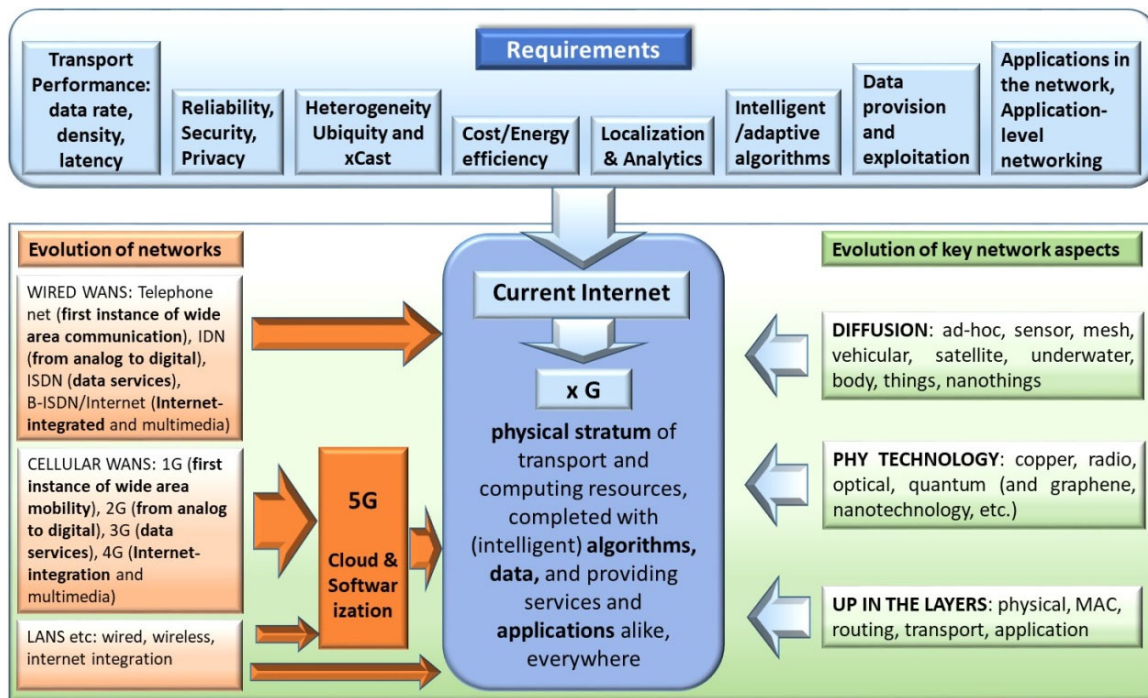 Requirements
Transport
Performance:
data rate,
density,
latency
Reliability,
Security,
Privacy
Heterogeneity
Ubiquity and
xCast
Cost/Energy
efficiency
Localization
& Analytics
Intelligent
/adaptive
algorithms
Data
provision
and
exploitation
Applications in
the network,
Application-
level
networking
Evolution of networks
WIRED WANS: Telephone
net (first instance of wide
area communication), IDN
(from analog to digital),
ISDN (data services),
B-ISDN/Internet (Internet-
integrated and multimedia)
CELLULAR WANS: 1G (first
instance of wide area
mobility), 2G (from analog
to digital), 3G (data
services), 4G (Internet-
integration and
multimedia)
LANS etc: wired, wireless,
internet integration
5G
Cloud &
Softwar
ization
Current Internet
x G
physical stratum of
transport and
computing resources,
completed with
(intelligent) algorithms,
data, and providing
services and
applications alike,
everywhere
Evolution of key network aspects
DIFFUSION: ad-hoc, sensor, mesh,
vehicular, satellite, underwater,
body, things, nanothings
PHY TECHNOLOGY: copper, radio,
optical, quantum (and graphene,
nanotechnology, etc.)
UP IN THE LAYERS: physical, MAC,
routing, transport, application